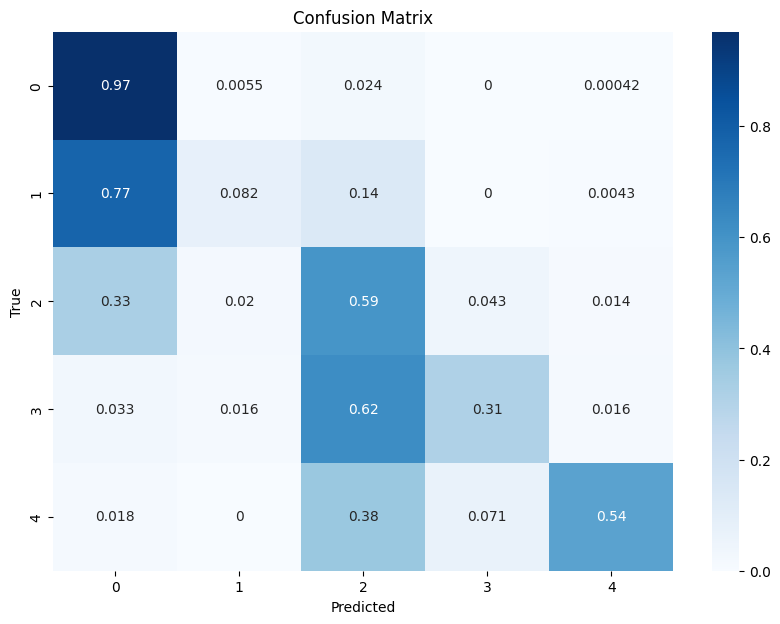 Confusion Matrix
0 0.97 0.0055 0.024 0 0.00042
1 0.77 0.082 0.14 0 0.0043
2 0.33 0.02 0.59 0.043 0.014
3 0.033 0.016 0.62 0.31 0.016
4 0.018 0 0.38 0.071 0.54
0 1 2 3 4
Predicted
True
0.8
0.6
0.4
0.2
0.0